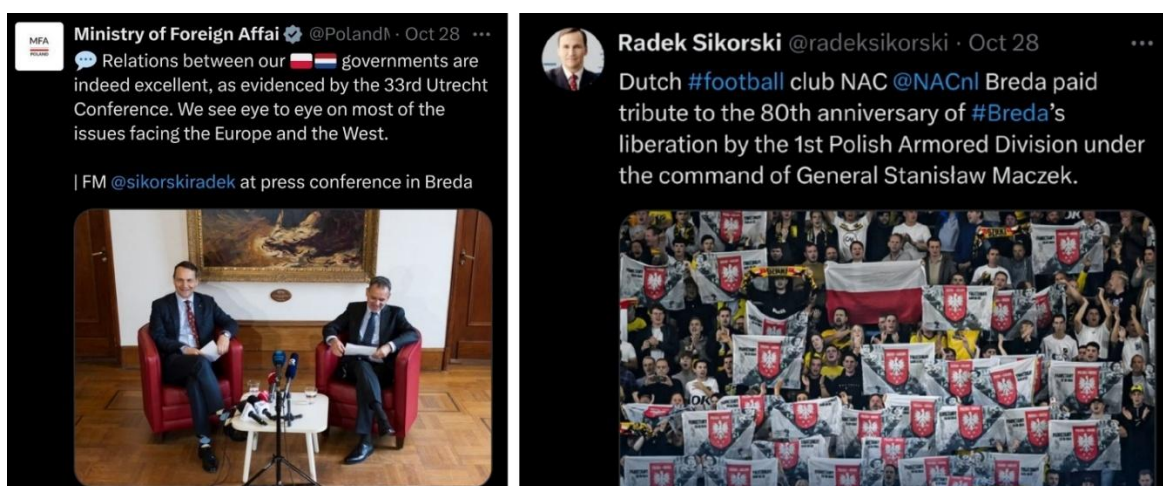 MFA
POLAND
Ministry of Foreign Affai @PolandM · Oct 28
💬 Relations between our 🇵🇱🇳🇱 governments are
indeed excellent, as evidenced by the 33rd Utrecht
Conference. We see eye to eye on most of the
issues facing the Europe and the West.
| FM @sikorskiradek at press conference in Breda
Radek Sikorski @radeksikorski · Oct 28
Dutch #football club NAC @NACnl Breda paid
tribute to the 80th anniversary of #Breda's
liberation by the 1st Polish Armored Division under
the command of General Stanisław Maczek.